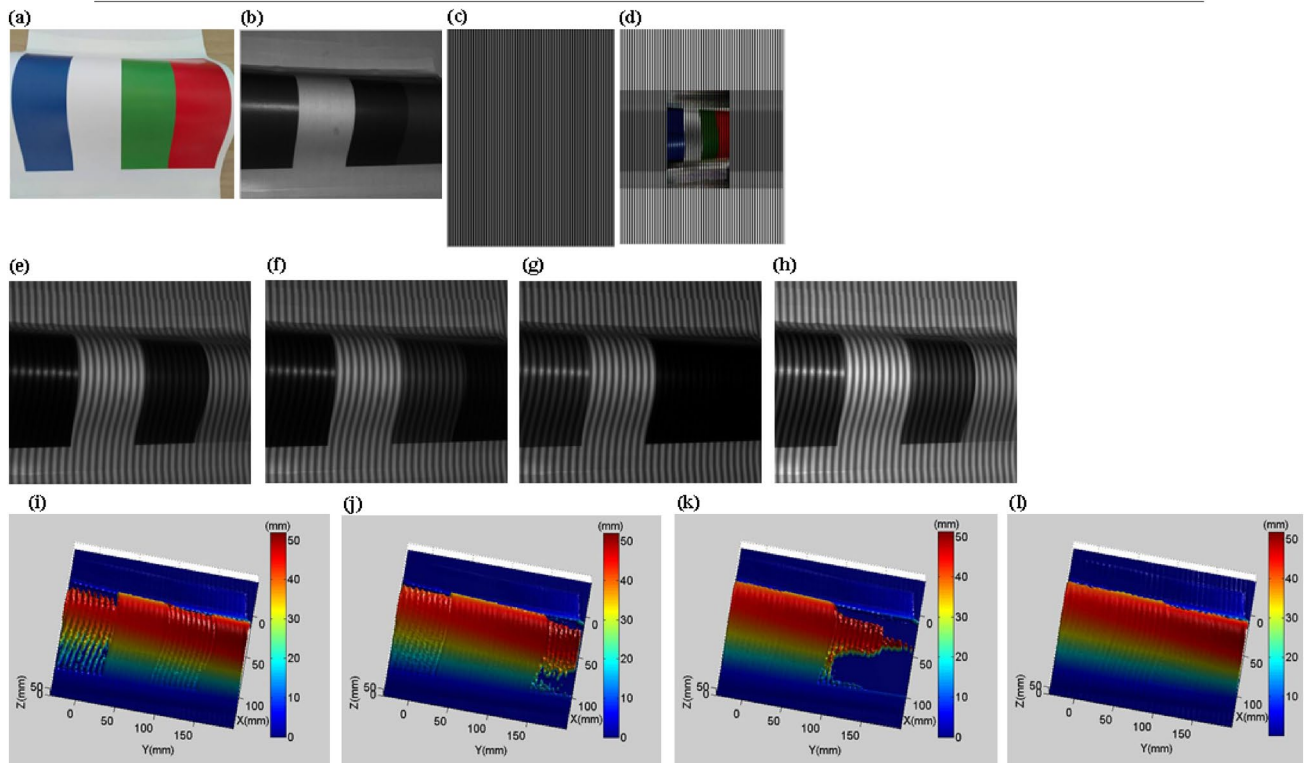 (a) (b) (c) (d)
(e) (f) (g) (h)
(i) (j) (k) (l)
(mm) (mm) (mm) (mm)
50 50 50 50
40 40 40 40
30 30 30 30
20 20 20 20
10 10 10 10
0 0 0 0
0 0 0 0
50 50 50 50
100 100 100 100
X(mm) X(mm) X(mm) X(mm)
50 50 50 50
0 0 0 0
Z(mm) Z(mm) Z(mm) Z(mm)
0 50 100 150 0 50 100 150 0 50 100 150 0 50 100 150
Y(mm) Y(mm) Y(mm) Y(mm)